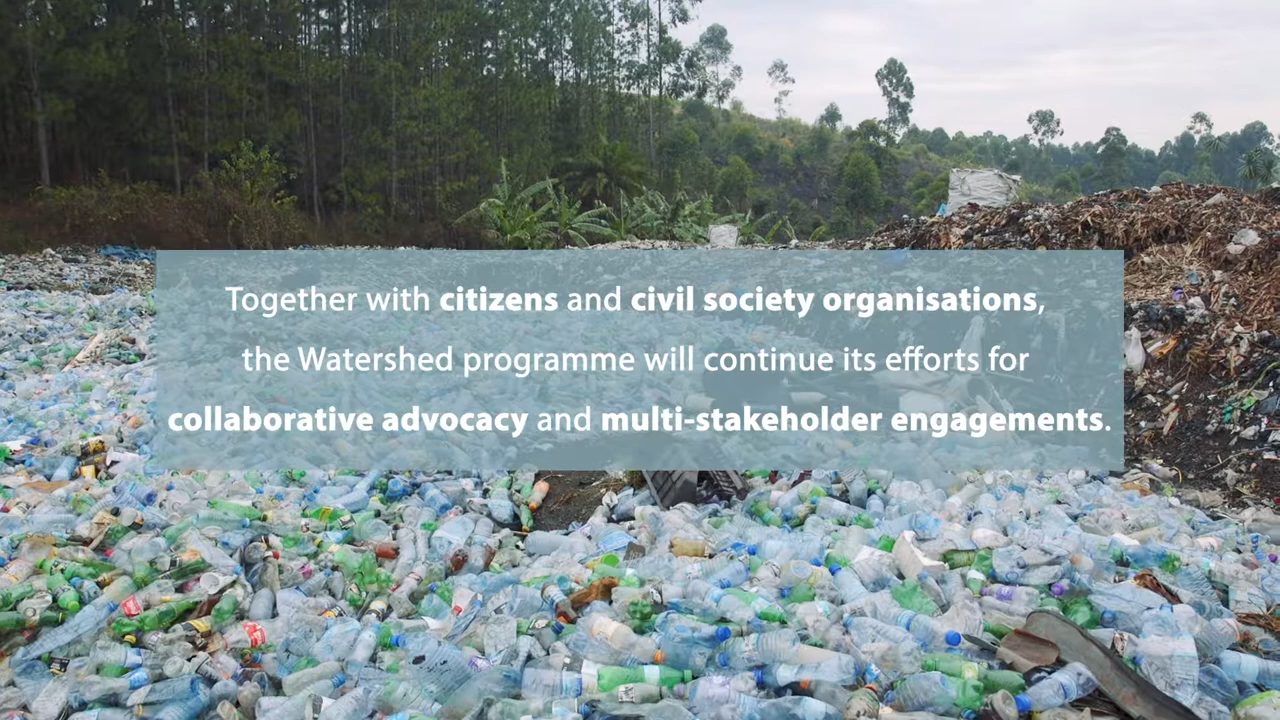 Together with citizens and civil society organisations,
the Watershed programme will continue its efforts for
collaborative advocacy and multi-stakeholder engagements.